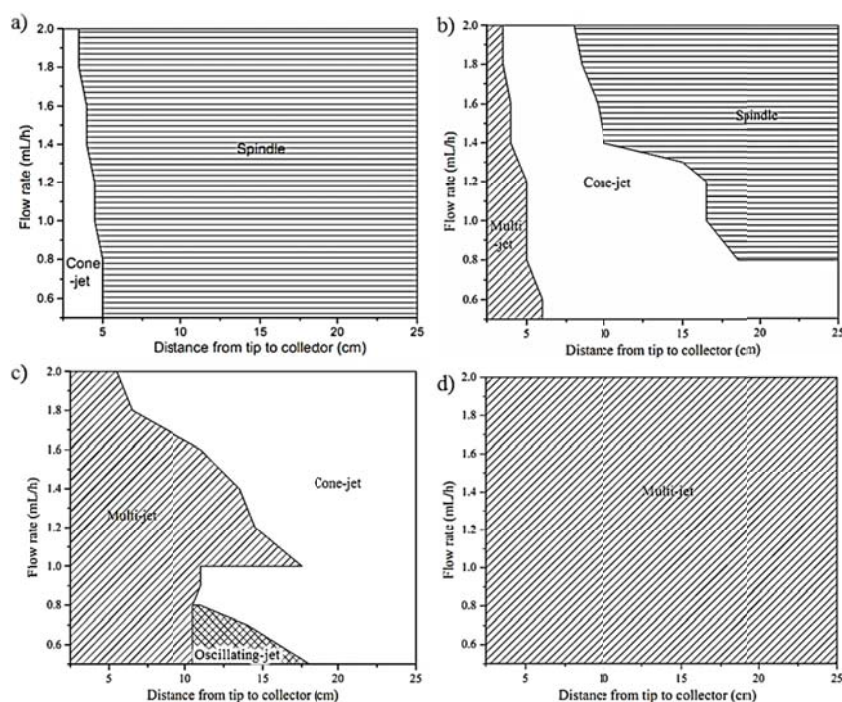 a)
2.0
1.8
1.6
1.4
1.2
1.0
0.8
0.6
Flow rate (mL/h)
Spindle
Cone
-jet
5
10
15
20
25
Distance from tip to collector (cm)
b)
2.0
1.8
1.6
1.4
1.2
1.0
0.8
0.6
Flow rate (mL/h)
Spindle
Cone-jet
Multi
-jet
5
10
15
20
25
Distance from tip to collector (cm)
c)
2.0
1.8
1.6
1.4
1.2
1.0
0.8
0.6
Flow rate (mL/h)
Cone-jet
Multi-jet
Oscillating-jet
5
10
15
20
25
Distance from tip to collector (cm)
d)
2.0
1.8
1.6
1.4
1.2
1.0
0.8
0.6
Flow rate (mL/h)
Multi-jet
5
10
15
20
25
Distance from tip to collector (cm)